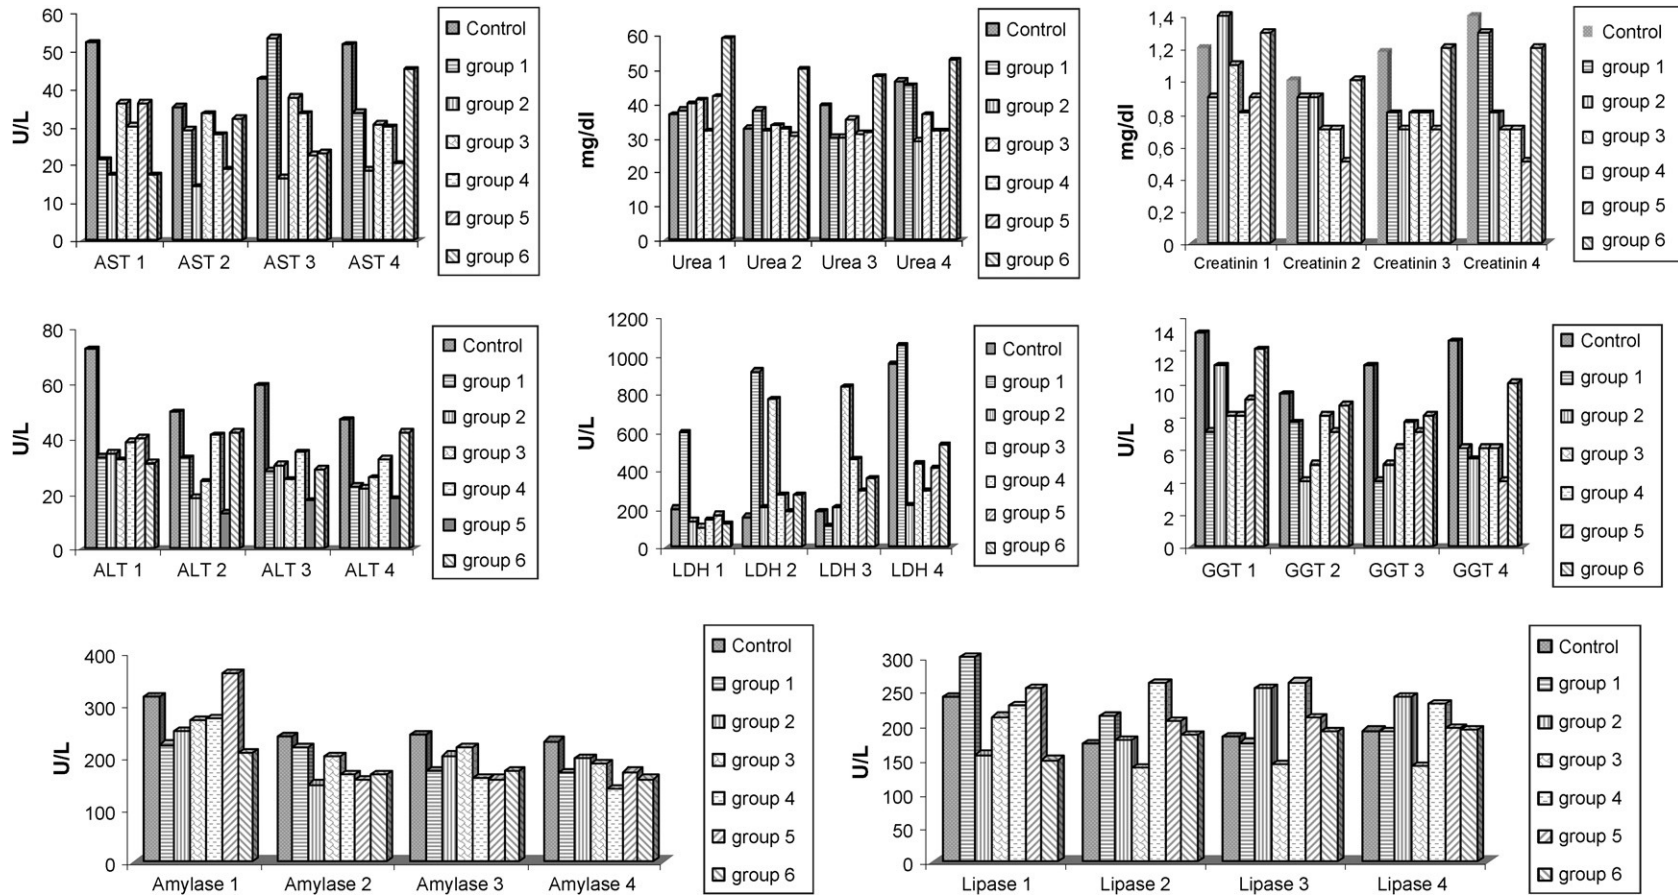 60
50
40
30
20
10
0
U/L
AST 1 AST 2 AST 3 AST 4
Control
group 1
group 2
group 3
group 4
group 5
group 6
60
50
40
30
20
10
0
mg/dl
Urea 1 Urea 2 Urea 3 Urea 4
Control
group 1
group 2
group 3
group 4
group 5
group 6
1,4
1,2
1
0,8
0,6
0,4
0,2
0
mg/dl
Creatinin 1 Creatinin 2 Creatinin 3 Creatinin 4
Control
group 1
group 2
group 3
group 4
group 5
group 6
80
60
40
20
0
U/L
ALT 1 ALT 2 ALT 3 ALT 4
Control
group 1
group 2
group 3
group 4
group 5
group 6
1200
1000
800
600
400
200
0
U/L
LDH 1 LDH 2 LDH 3 LDH 4
Control
group 1
group 2
group 3
group 4
group 5
group 6
14
12
10
8
6
4
2
0
U/L
GGT 1 GGT 2 GGT 3 GGT 4
Control
group 1
group 2
group 3
group 4
group 5
group 6
400
300
200
100
0
U/L
Amylase 1 Amylase 2 Amylase 3 Amylase 4
Control
group 1
group 2
group 3
group 4
group 5
group 6
300
250
200
150
100
50
0
U/L
Lipase 1 Lipase 2 Lipase 3 Lipase 4
Control
group 1
group 2
group 3
group 4
group 5
group 6